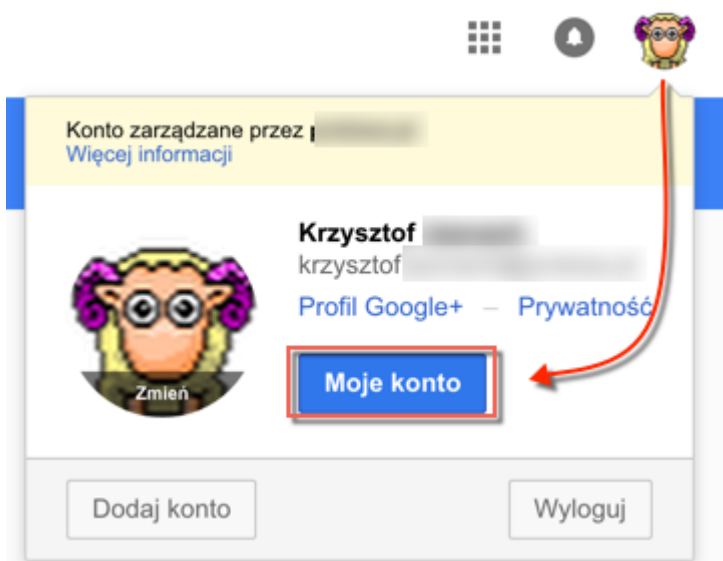 Konto zarządzane przez
Więcej informacji
Krzysztof
krzysztof
Profil Google+ – Prywatność
Zmień
Moje konto
Dodaj konto
Wyloguj